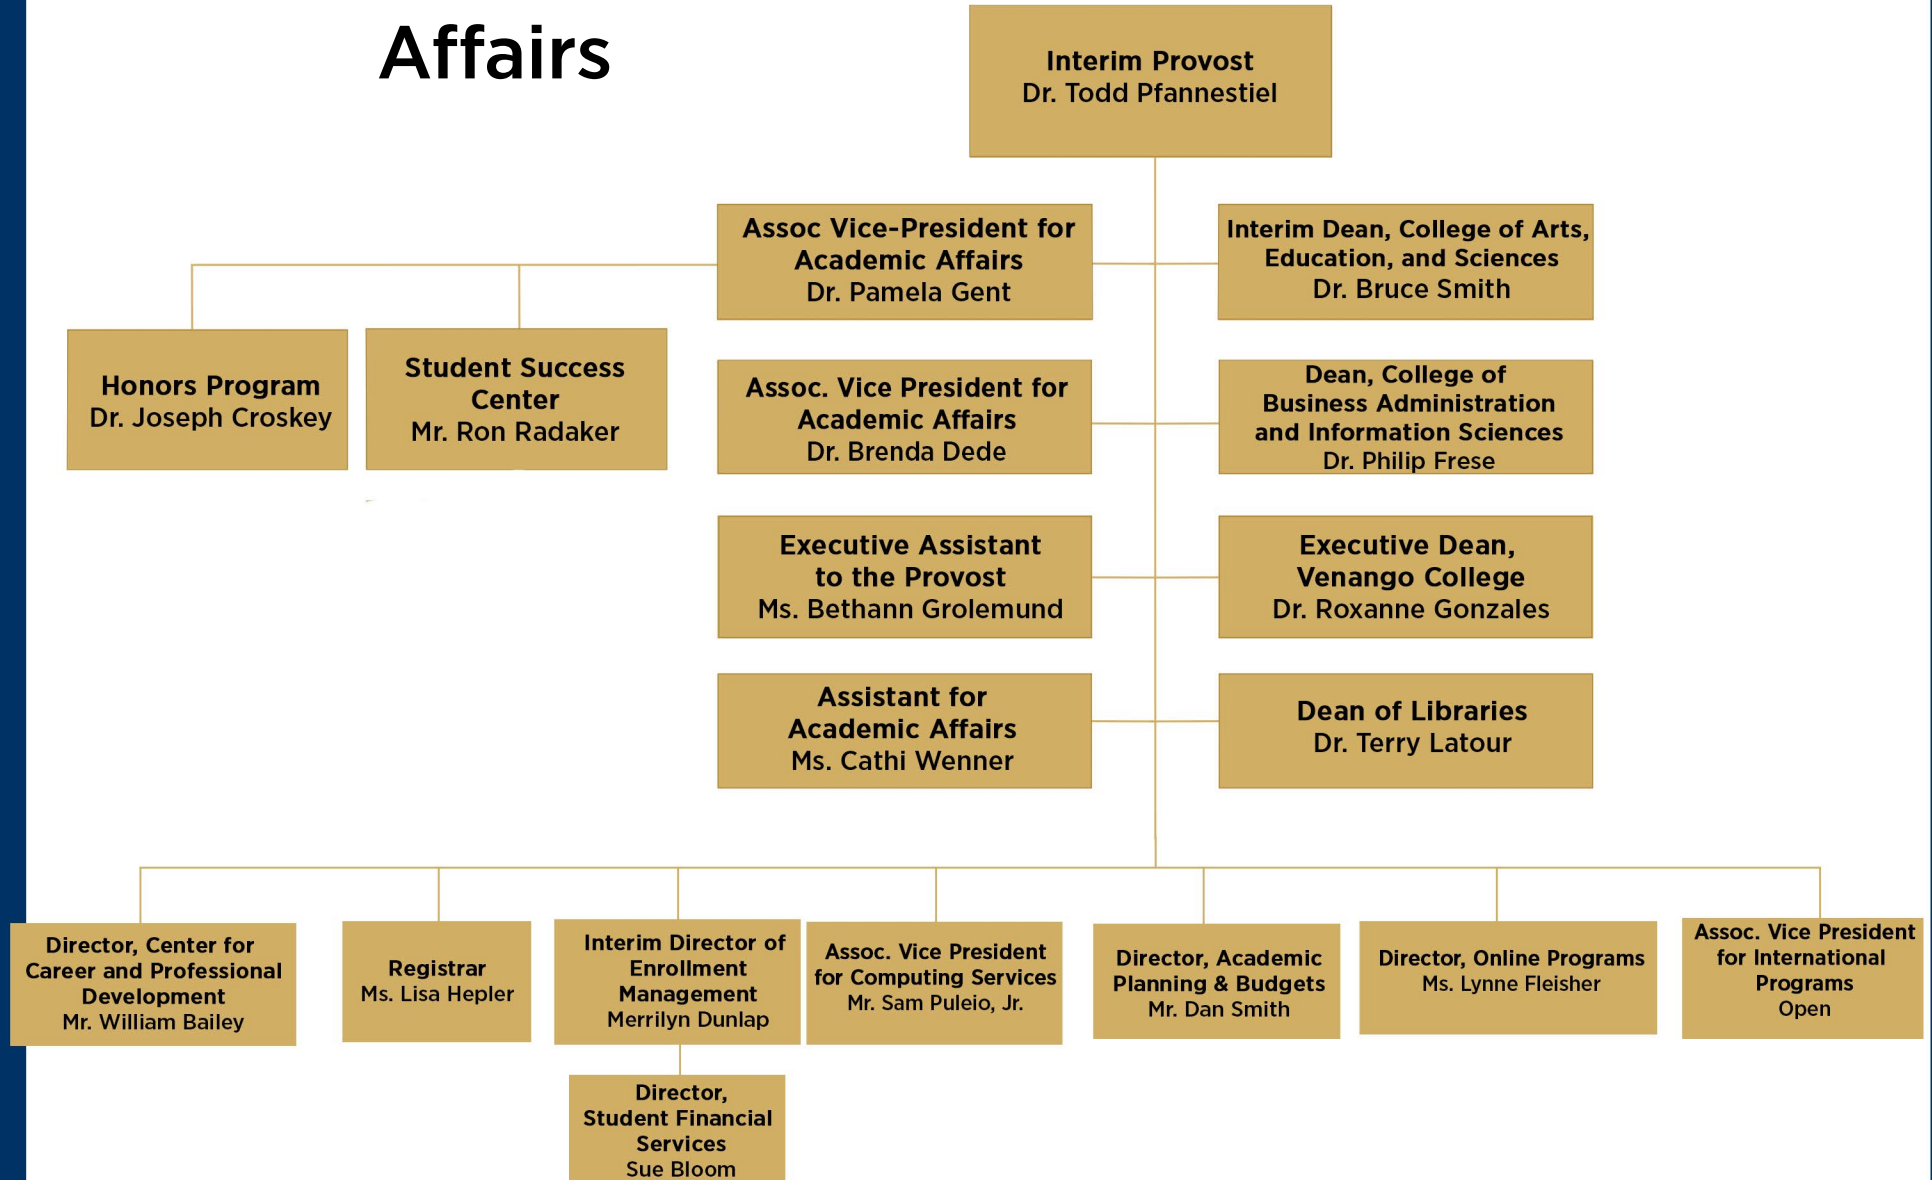 Affairs
Interim Provost
Dr. Todd Pfannestiel
Assoc Vice-President for
Academic Affairs
Dr. Pamela Gent
Interim Dean, College of Arts,
Education, and Sciences
Dr. Bruce Smith
Honors Program
Dr. Joseph Croskey
Student Success
Center
Mr. Ron Radaker
Assoc. Vice President for
Academic Affairs
Dr. Brenda Dede
Dean, College of
Business Administration
and Information Sciences
Dr. Philip Frese
Executive Assistant
to the Provost
Ms. Bethann Grolemund
Executive Dean,
Venango College
Dr. Roxanne Gonzales
Assistant for
Academic Affairs
Ms. Cathi Wenner
Dean of Libraries
Dr. Terry Latour
Director, Center for
Career and Professional
Development
Mr. William Bailey
Registrar
Ms. Lisa Hepler
Interim Director of
Enrollment
Management
Merrilyn Dunlap
Assoc. Vice President
for Computing Services
Mr. Sam Puleio, Jr.
Director, Academic
Planning & Budgets
Mr. Dan Smith
Director, Online Programs
Ms. Lynne Fleisher
Assoc. Vice President
for International
Programs
Open
Director,
Student Financial
Services
Sue Bloom